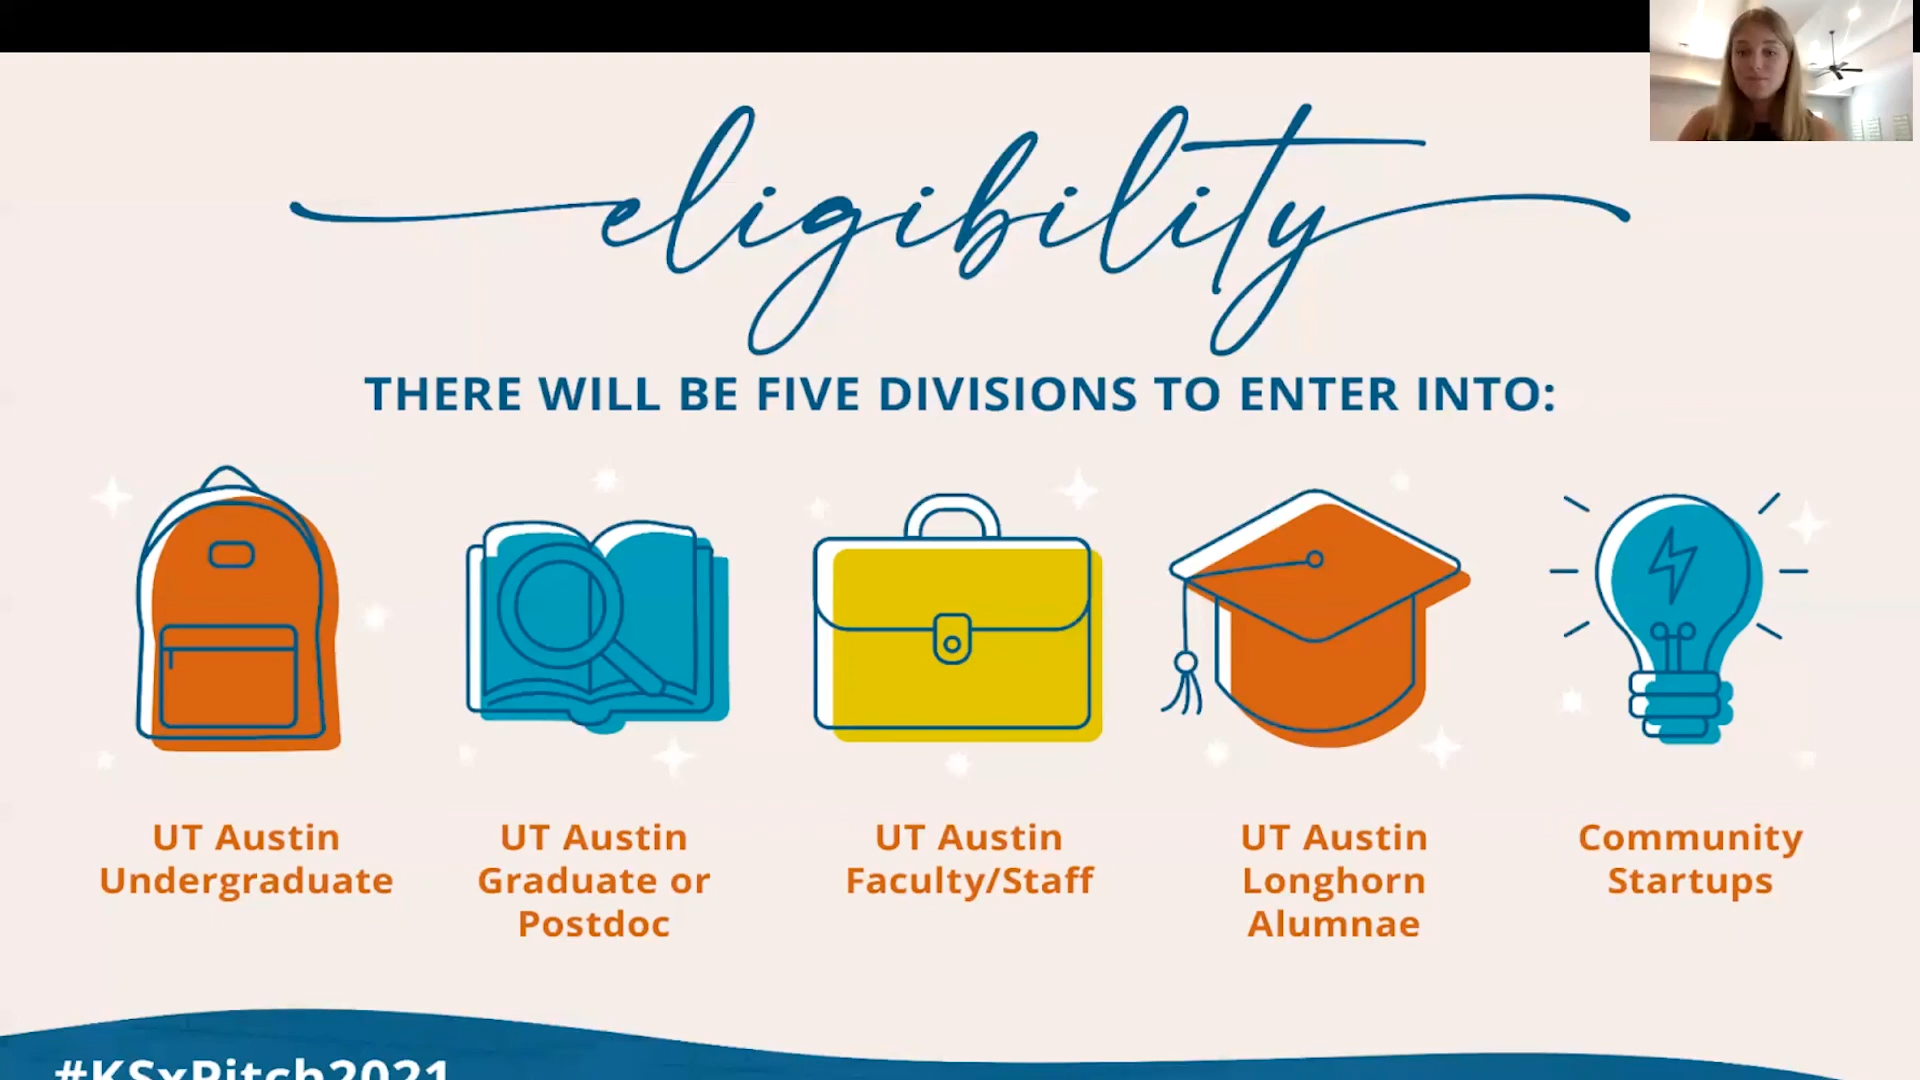 eligibility
THERE WILL BE FIVE DIVISIONS TO ENTER INTO:
UT Austin
Undergraduate
UT Austin
Graduate or
Postdoc
UT Austin
Faculty/Staff
UT Austin
Longhorn
Alumnae
Community
Startups
#KSxPitch2021